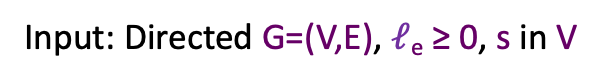 Input: Directed G=(V,E), ℓₑ ≥ 0, s in V